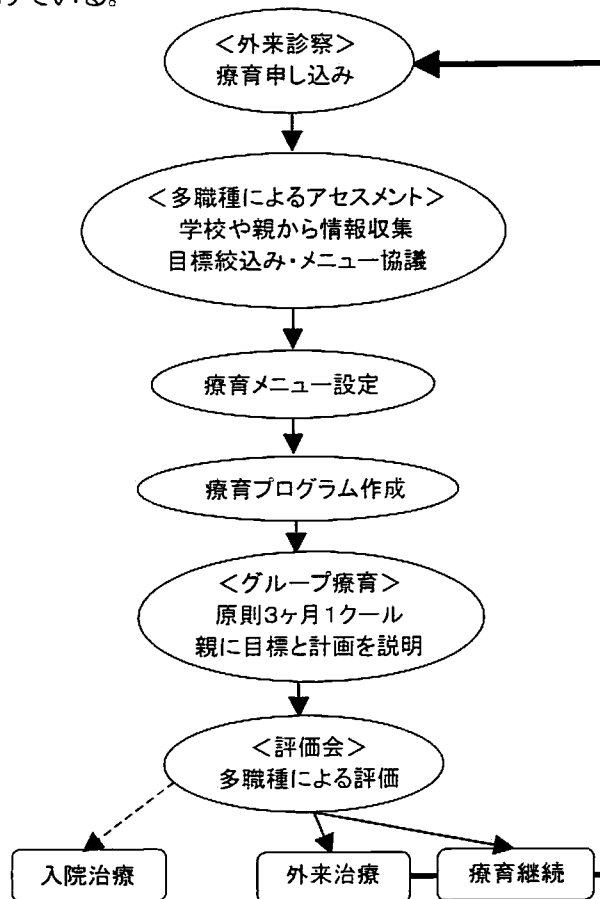 けている。
＜外来診察＞
療育申し込み
＜多職種によるアセスメント＞
学校や親から情報収集
目標絞込み・メニュー協議
療育メニュー設定
療育プログラム作成
＜グループ療育＞
原則3ヶ月1クール
親に目標と計画を説明
＜評価会＞
多職種による評価
入院治療
外来治療
療育継続